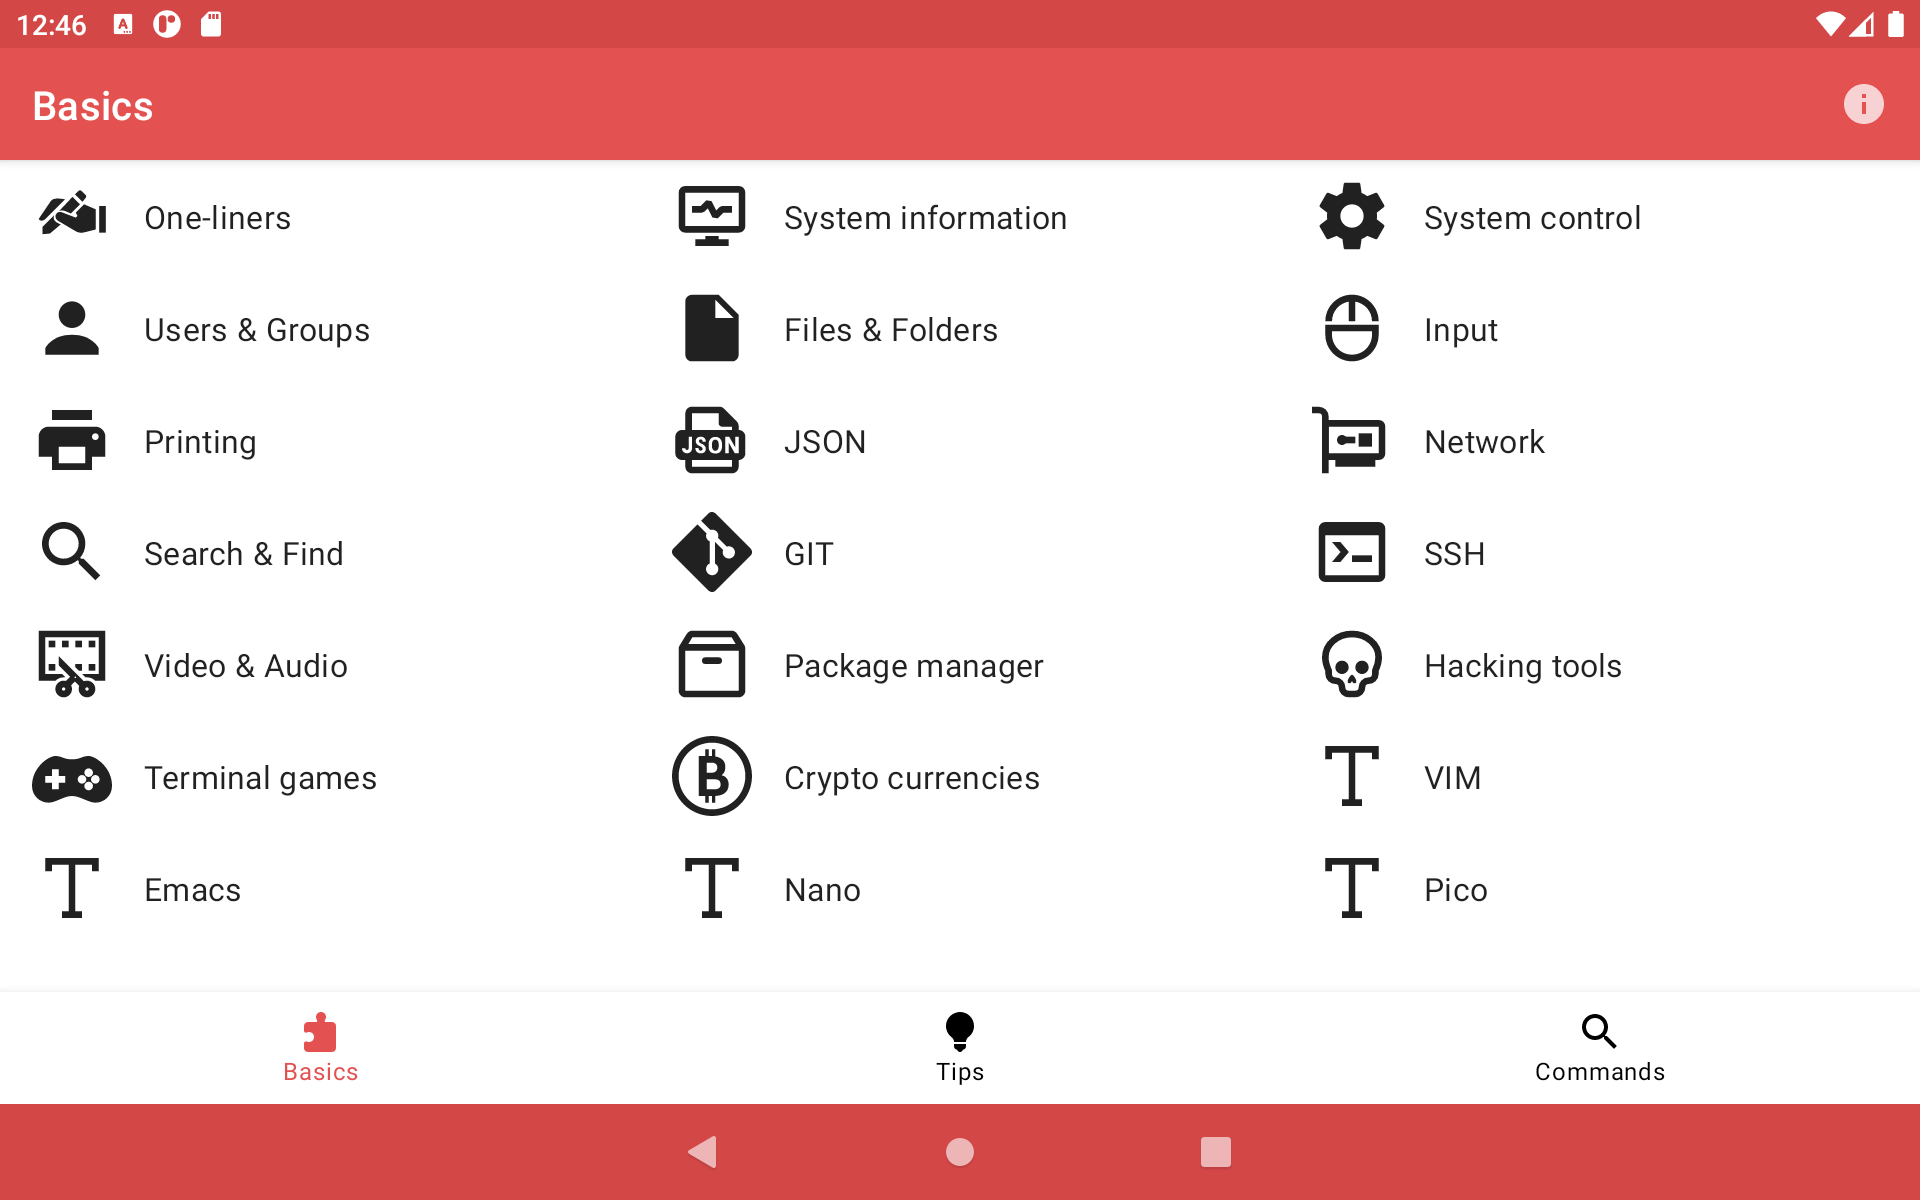 12:46
Basics
One-liners
System information
System control
Users & Groups
Files & Folders
Input
Printing
JSON
JSON
Network
Search & Find
GIT
SSH
Video & Audio
Package manager
Hacking tools
Terminal games
Crypto currencies
VIM
Emacs
Nano
Pico
Basics
Tips
Commands